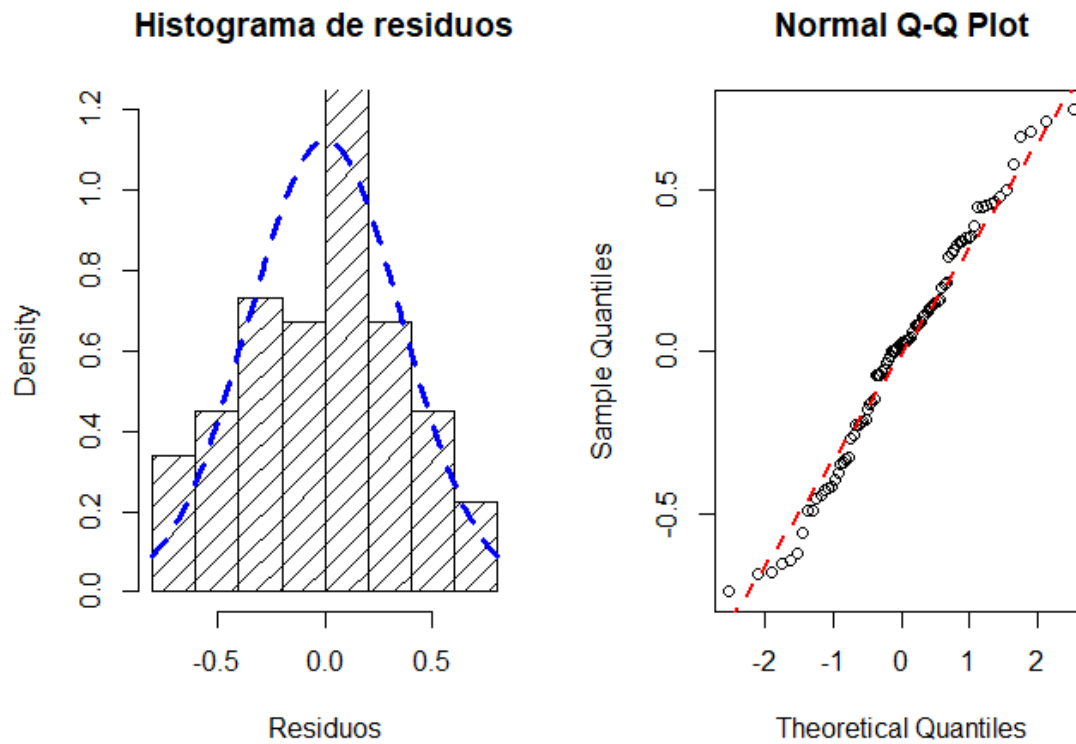 Histograma de residuos
Density
0.0 0.2 0.4 0.6 0.8 1.0 1.2
-0.5 0.0 0.5
Residuos
Normal Q-Q Plot
Sample Quantiles
-0.5 0.0 0.5
-2 -1 0 1 2
Theoretical Quantiles